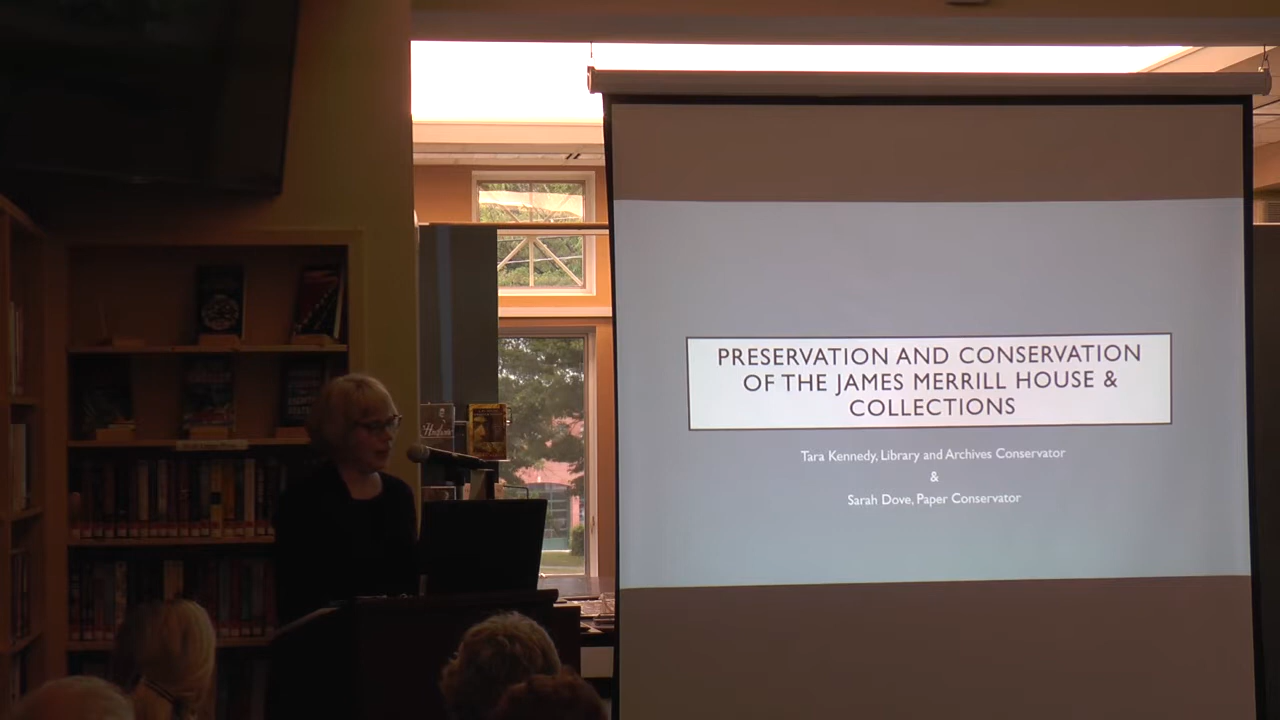 PRESERVATION AND CONSERVATION
OF THE JAMES MERRILL HOUSE &
COLLECTIONS
Tara Kennedy, Library and Archives Conservator
&
Sarah Dove, Paper Conservator